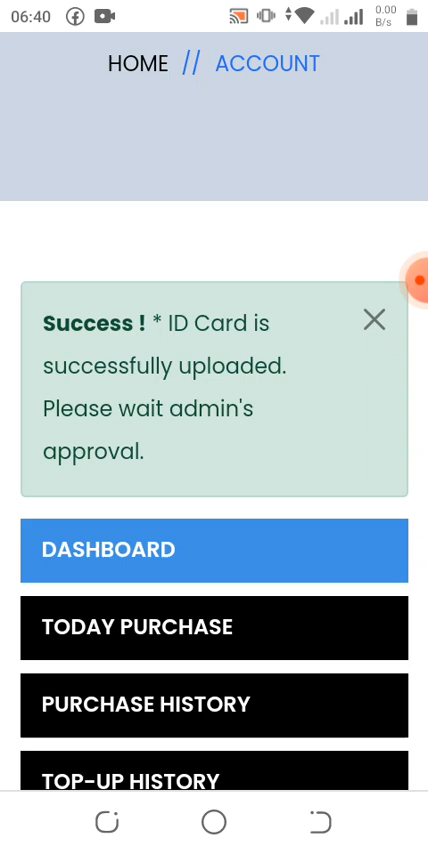 06:40
0.00
B/s
HOME // ACCOUNT
Success ! * ID Card is
successfully uploaded.
Please wait admin's
approval.
DASHBOARD
TODAY PURCHASE
PURCHASE HISTORY
TOP-UP HISTORY